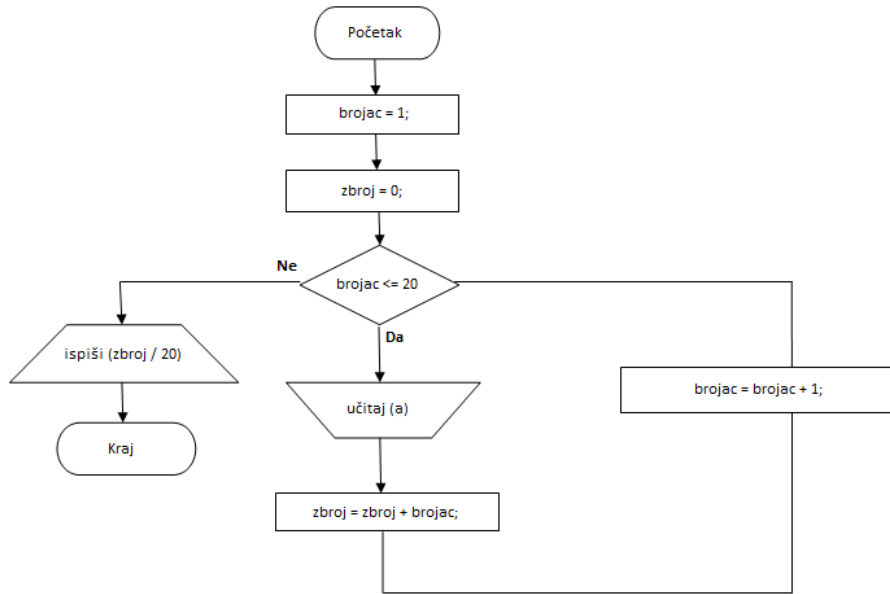 Početak
brojac = 1;
zbroj = 0;
brojac <= 20
Ne
Da
ispiši (zbroj / 20)
Kraj
učitaj (a)
zbroj = zbroj + brojac;
brojac = brojac + 1;